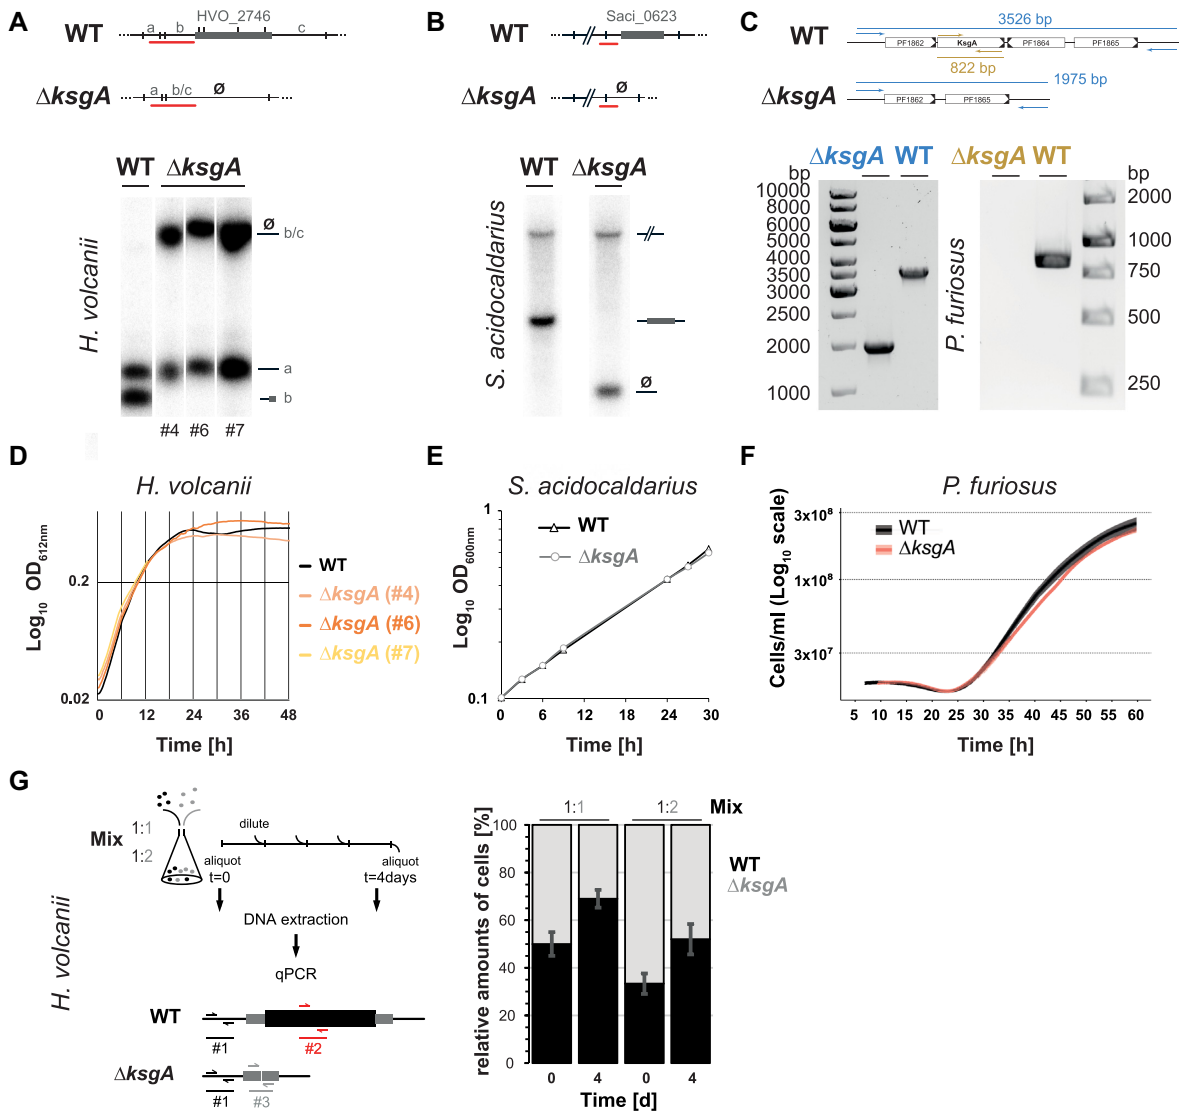 A
HVO_2746
WT
a
b
c
ΔksgA
a
b/c
Ø
WT
ΔksgA
H. volcanii
Ø
b/c
a
b
#4
#6
#7
B
Saci_0623
WT
ΔksgA
Ø
WT
ΔksgA
S. acidocaldarius
Ø
C
3526 bp
WT
PF1862
KsgA
PF1864
PF1865
822 bp
1975 bp
ΔksgA
PF1862
PF1865
ΔksgA
WT
bp
10000
8000
6000
5000
4000
3500
3000
2500
2000
1000
P. furiosus
ΔksgA
WT
bp
2000
1000
750
500
250
D
H. volcanii
Log10 OD612nm
0.2
0.02
0
12
24
36
48
Time [h]
WT
ΔksgA (#4)
ΔksgA (#6)
ΔksgA (#7)
E
S. acidocaldarius
Log10 OD600nm
1
0.1
WT
ΔksgA
0
6
12
18
24
30
Time [h]
F
P. furiosus
Cells/ml (Log10 scale)
3x10⁸
1x10⁸
3x10⁷
WT
ΔksgA
5
10
15
20
25
30
35
40
45
50
55
60
Time [h]
G
H. volcanii
Mix
1:1
1:2
dilute
aliquot
t=0
aliquot
t=4days
DNA extraction
qPCR
WT
#1
#2
ΔksgA
#1
#3
1:1
1:2
Mix
relative amounts of cells [%]
100
80
60
40
20
0
WT
ΔksgA
0
4
0
4
Time [d]